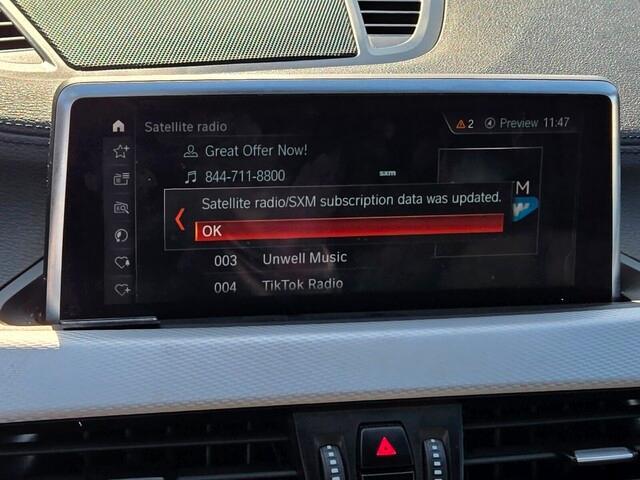 Satellite radio
2 Preview 11:47
Great Offer Now!
844-711-8800
sxm
Satellite radio/SXM subscription data was updated.
OK
003 Unwell Music
004 TikTok Radio